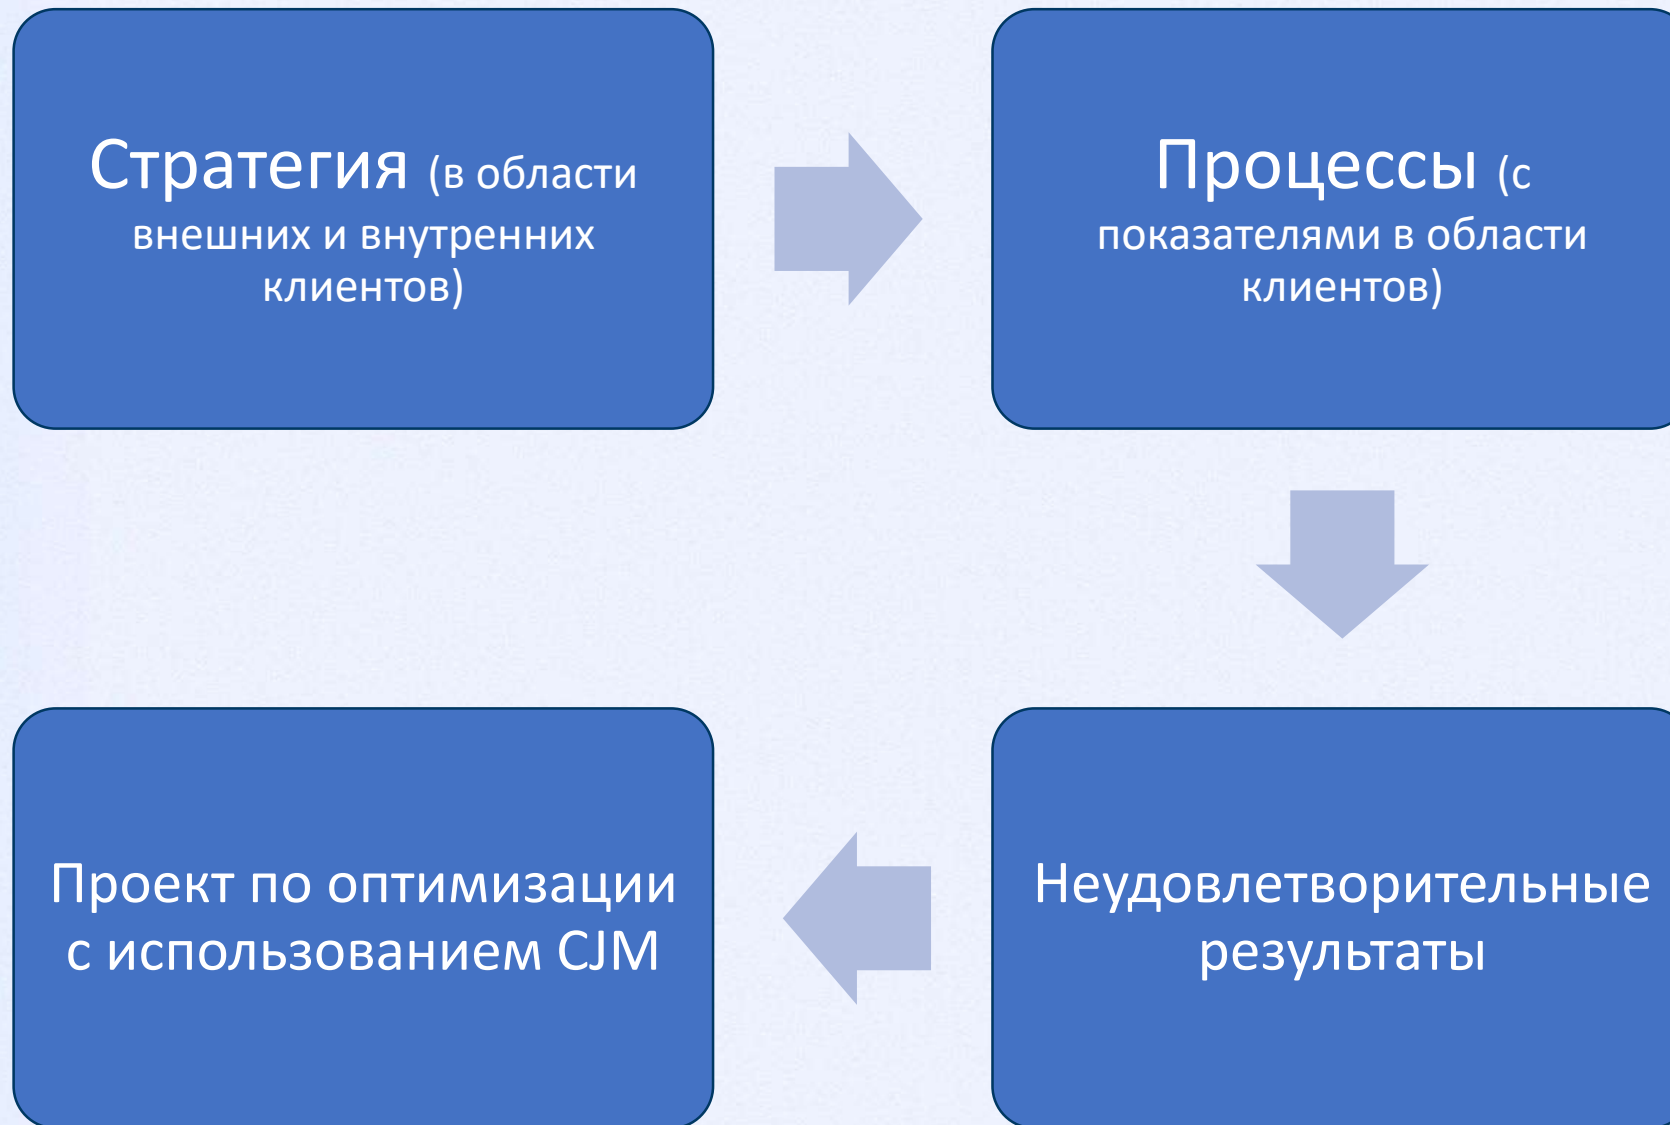 Стратегия (в области
внешних и внутренних
клиентов)
Процессы (с
показателями в области
клиентов)
Неудовлетворительные
результаты
Проект по оптимизации
с использованием CJM